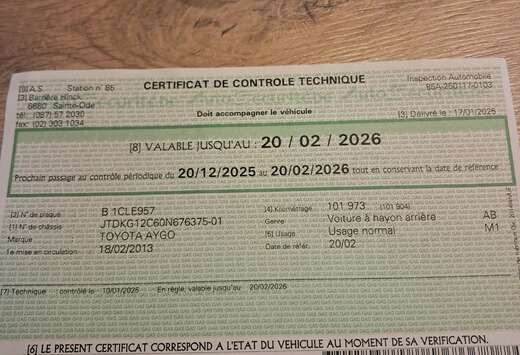 [9] A.S. Station n° 85 CERTIFICAT DE CONTROLE TECHNIQUE Inspection Automobile
[3] Barrière Hinck, 85A-250117-0103
6680 Sainte-Ode
tél: (087) 57 2030 Doit accompagner le véhicule [3] Délivré le : 17/01/2025
fax: (02) 303 1034
[8] VALABLE JUSQU'AU : 20 / 02 / 2026
Prochain passage au contrôle périodique du 20/12/2025 au 20/02/2026 tout en conservant la date de référence
[2] N° de plaque B 1CLE957 [4] Kilométrage 101 973 (101 904)
[1] N° de châssis JTDKG12C60N676375-01 Genre Voiture à hayon arrière AB
Marque TOYOTA AYGO [5] Usage Usage normal M1
1e mise en circulation 18/02/2013 Date de référ. 20/02
[7] Technique : contrôlé le 10/01/2025 En règle, valable jusqu'au 20/02/2026
[6] LE PRESENT CERTIFICAT CORRESPOND A L'ETAT DU VEHICULE AU MOMENT DE SA VERIFICATION.